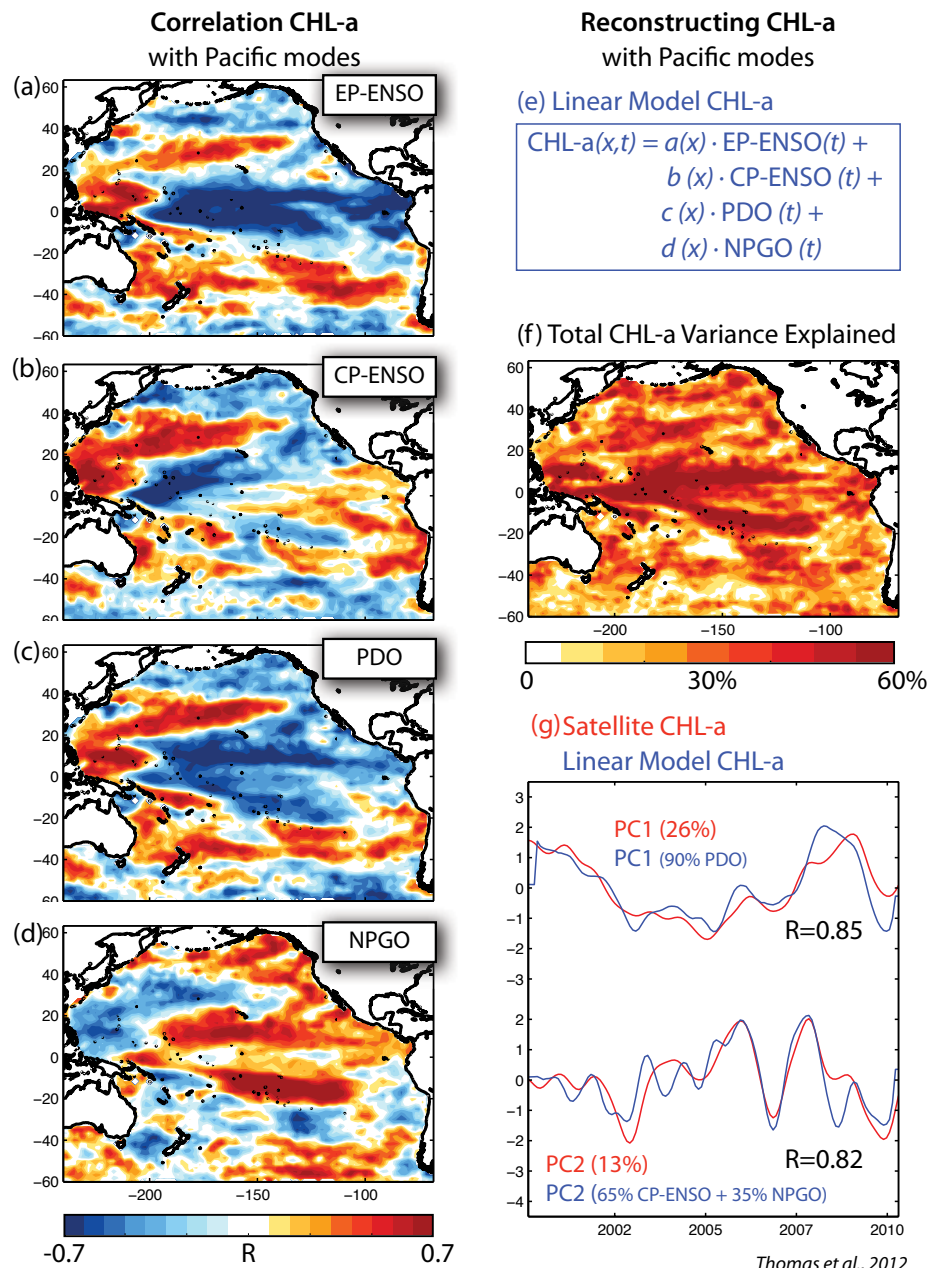 Correlation CHL-a
with Pacific modes
(a)
EP-ENSO
60
40
20
0
−20
−40
−60
(b)
CP-ENSO
60
40
20
0
−20
−40
−60
(c)
PDO
60
40
20
0
−20
−40
−60
(d)
NPGO
60
40
20
0
−20
−40
−60
−200 −150 −100
-0.7 R 0.7
Reconstructing CHL-a
with Pacific modes
(e) Linear Model CHL-a
CHL-a(x,t) = a(x) · EP-ENSO(t) +
b (x) · CP-ENSO (t) +
c (x) · PDO (t) +
d (x) · NPGO (t)
(f) Total CHL-a Variance Explained
60
40
20
0
−20
−40
−60
−200 −150 −100
0 30% 60%
(g) Satellite CHL-a
Linear Model CHL-a
3
2
1
0
−1
−2
−3
PC1 (26%)
PC1 (90% PDO)
R=0.85
2
1
0
−1
−2
−3
−4
R=0.82
PC2 (13%)
PC2 (65% CP-ENSO + 35% NPGO)
2002 2005 2007 2010
Thomas et al., 2012